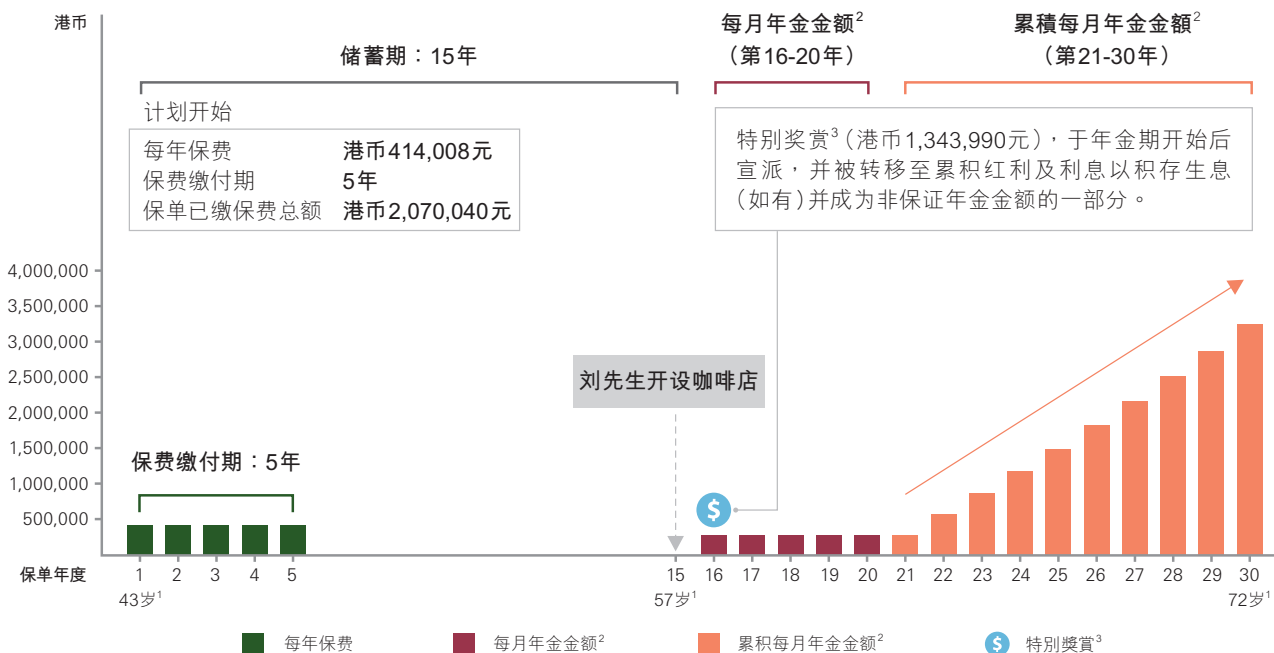 港币
储蓄期：15年
每月年金金额2
（第16-20年）
累積每月年金金額2
（第21-30年）
计划开始
每年保费 港币414,008元
保费缴付期 5年
保单已缴保费总额 港币2,070,040元
特别奖赏3（港币1,343,990元），于年金期开始后
宣派，并被转移至累积红利及利息以积存生息
（如有）并成为非保证年金金额的一部分。
4,000,000
3,500,000
3,000,000
2,500,000
2,000,000
1,500,000
1,000,000
500,000
刘先生开设咖啡店
保费缴付期：5年
$
保单年度 1 2 3 4 5 15 16 17 18 19 20 21 22 23 24 25 26 27 28 29 30
43岁1 57岁1 72岁1
每年保费 每月年金金额2 累积每月年金金额2 $ 特別獎賞3